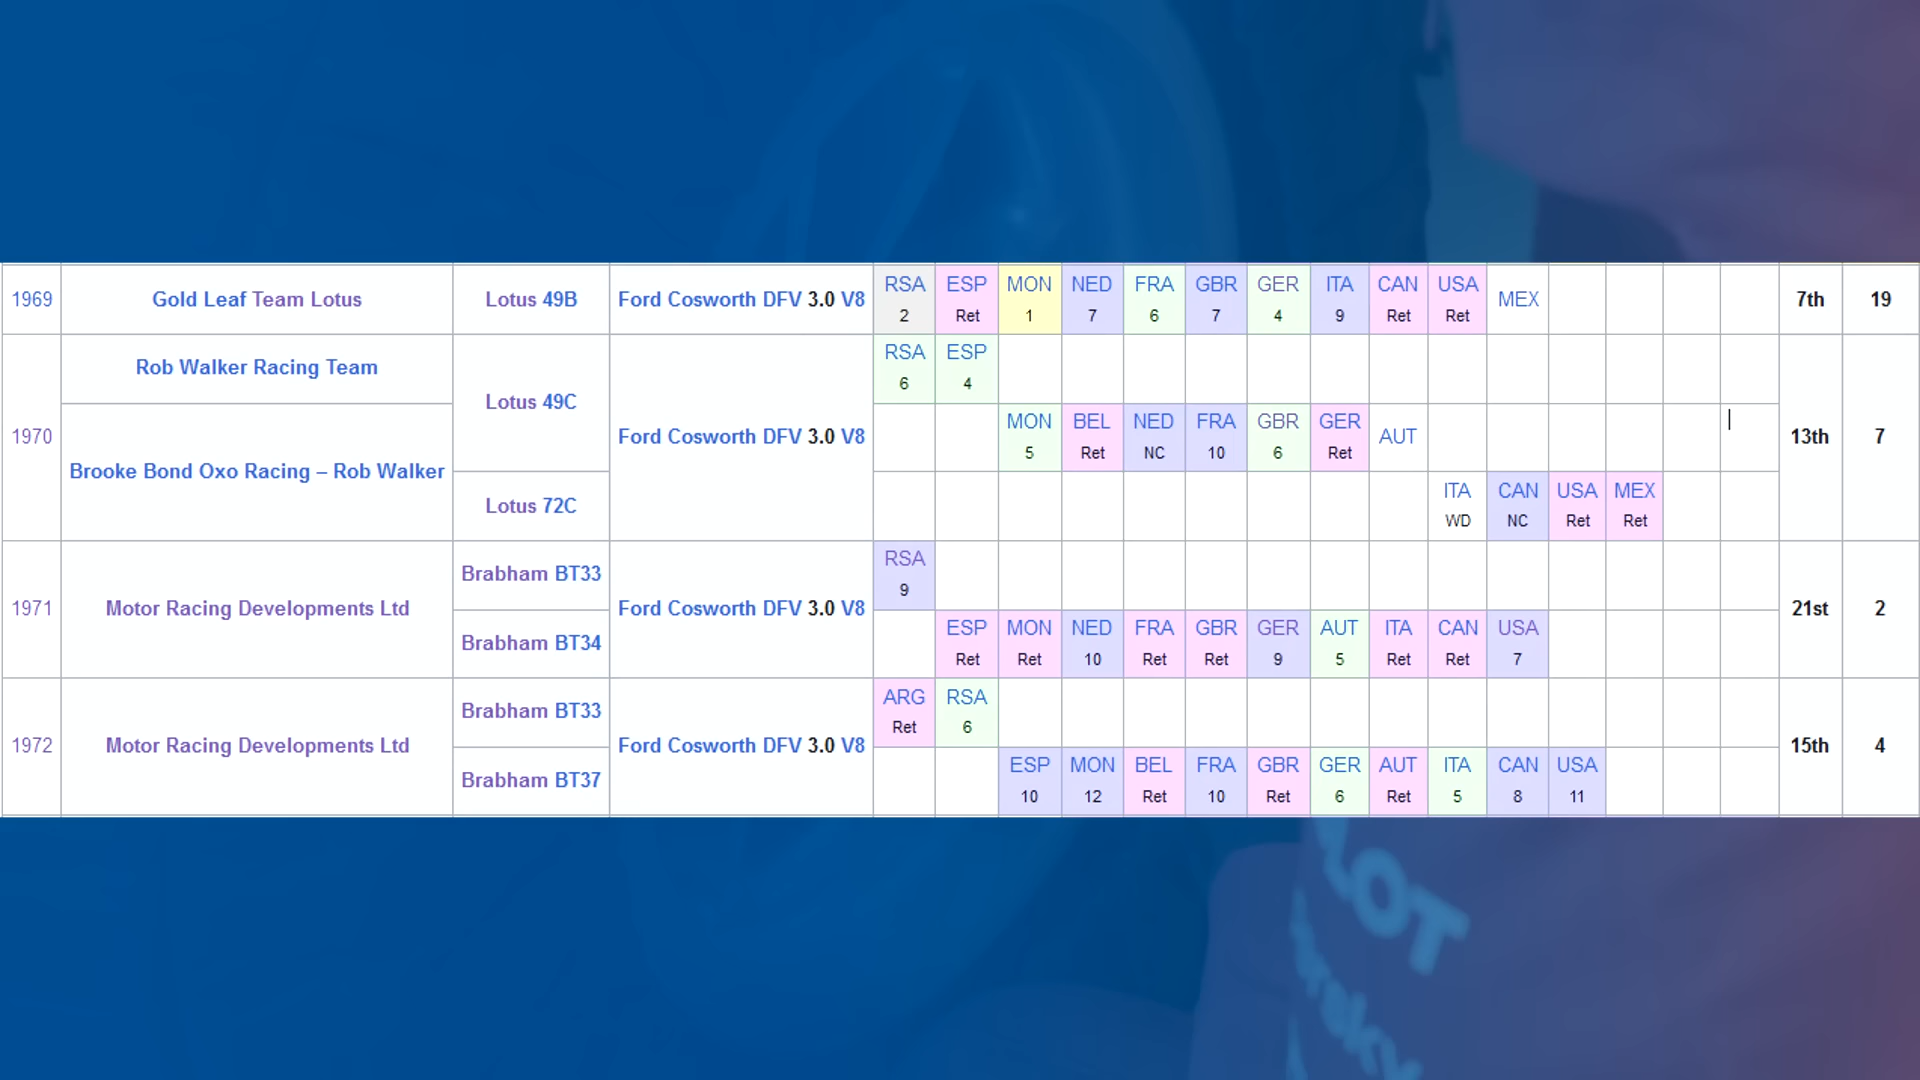 1969 Gold Leaf Team Lotus Lotus 49B Ford Cosworth DFV 3.0 V8 RSA ESP MON NED FRA GBR GER ITA CAN USA MEX 7th 19
2 Ret 1 7 6 7 4 9 Ret Ret
1970 Rob Walker Racing Team Lotus 49C Ford Cosworth DFV 3.0 V8 RSA ESP 13th 7
6 4
Brooke Bond Oxo Racing – Rob Walker MON BEL NED FRA GBR GER AUT
5 Ret NC 10 6 Ret
Lotus 72C ITA CAN USA MEX
WD NC Ret Ret
1971 Motor Racing Developments Ltd Brabham BT33 Ford Cosworth DFV 3.0 V8 RSA 21st 2
9
Brabham BT34 ESP MON NED FRA GBR GER AUT ITA CAN USA
Ret Ret 10 Ret Ret 9 5 Ret Ret 7
1972 Motor Racing Developments Ltd Brabham BT33 Ford Cosworth DFV 3.0 V8 ARG RSA 15th 4
Ret 6
Brabham BT37 ESP MON BEL FRA GBR GER AUT ITA CAN USA
10 12 Ret 10 Ret 6 Ret 5 8 11